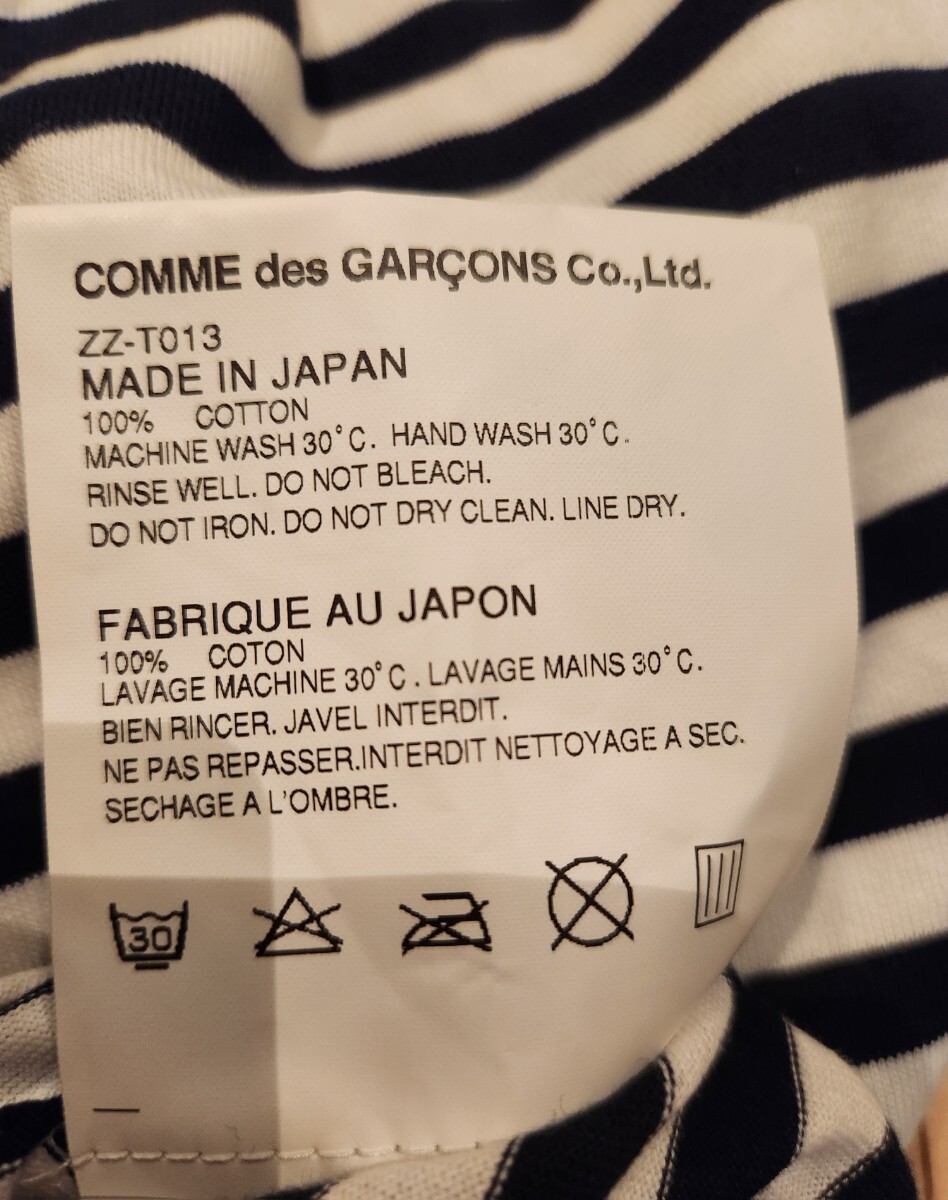 COMME des GARÇONS Co.,Ltd.
ZZ-T013
MADE IN JAPAN
100% COTTON
MACHINE WASH 30°C. HAND WASH 30°C.
RINSE WELL. DO NOT BLEACH.
DO NOT IRON. DO NOT DRY CLEAN. LINE DRY.
FABRIQUE AU JAPON
100% COTON
LAVAGE MACHINE 30°C. LAVAGE MAINS 30°C.
BIEN RINCER. JAVEL INTERDIT.
NE PAS REPASSER.INTERDIT NETTOYAGE A SEC.
SECHAGE A L'OMBRE.
30